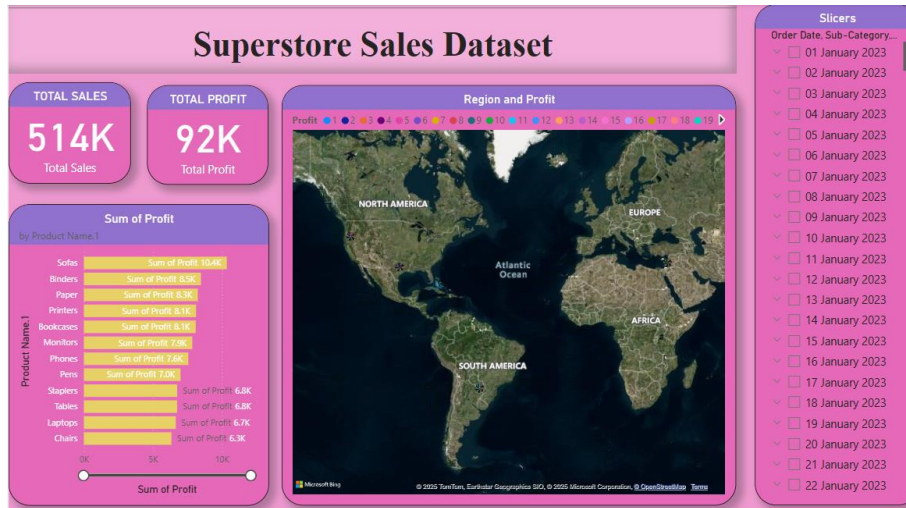 Superstore Sales Dataset
TOTAL SALES
514K
Total Sales
TOTAL PROFIT
92K
Total Profit
Sum of Profit
by Product Name.1
Product Name.1
Sofas Sum of Profit 10.4K
Binders Sum of Profit 8.5K
Paper Sum of Profit 8.3K
Printers Sum of Profit 8.1K
Bookcases Sum of Profit 8.1K
Monitors Sum of Profit 7.9K
Phones Sum of Profit 7.6K
Pens Sum of Profit 7.0K
Staplers Sum of Profit 6.8K
Tables Sum of Profit 6.8K
Laptops Sum of Profit 6.7K
Chairs Sum of Profit 6.3K
0K 5K 10K
Sum of Profit
Region and Profit
Profit 1 2 3 4 5 6 7 8 9 10 11 12 13 14 15 16 17 18 19
NORTH AMERICA
EUROPE
Atlantic
Ocean
AFRICA
SOUTH AMERICA
Microsoft Bing
© 2025 TomTom, Earthstar Geographics SIO, © 2025 Microsoft Corporation, © OpenStreetMap Terms
Slicers
Order Date, Sub-Category,...
01 January 2023
02 January 2023
03 January 2023
04 January 2023
05 January 2023
06 January 2023
07 January 2023
08 January 2023
09 January 2023
10 January 2023
11 January 2023
12 January 2023
13 January 2023
14 January 2023
15 January 2023
16 January 2023
17 January 2023
18 January 2023
19 January 2023
20 January 2023
21 January 2023
22 January 2023